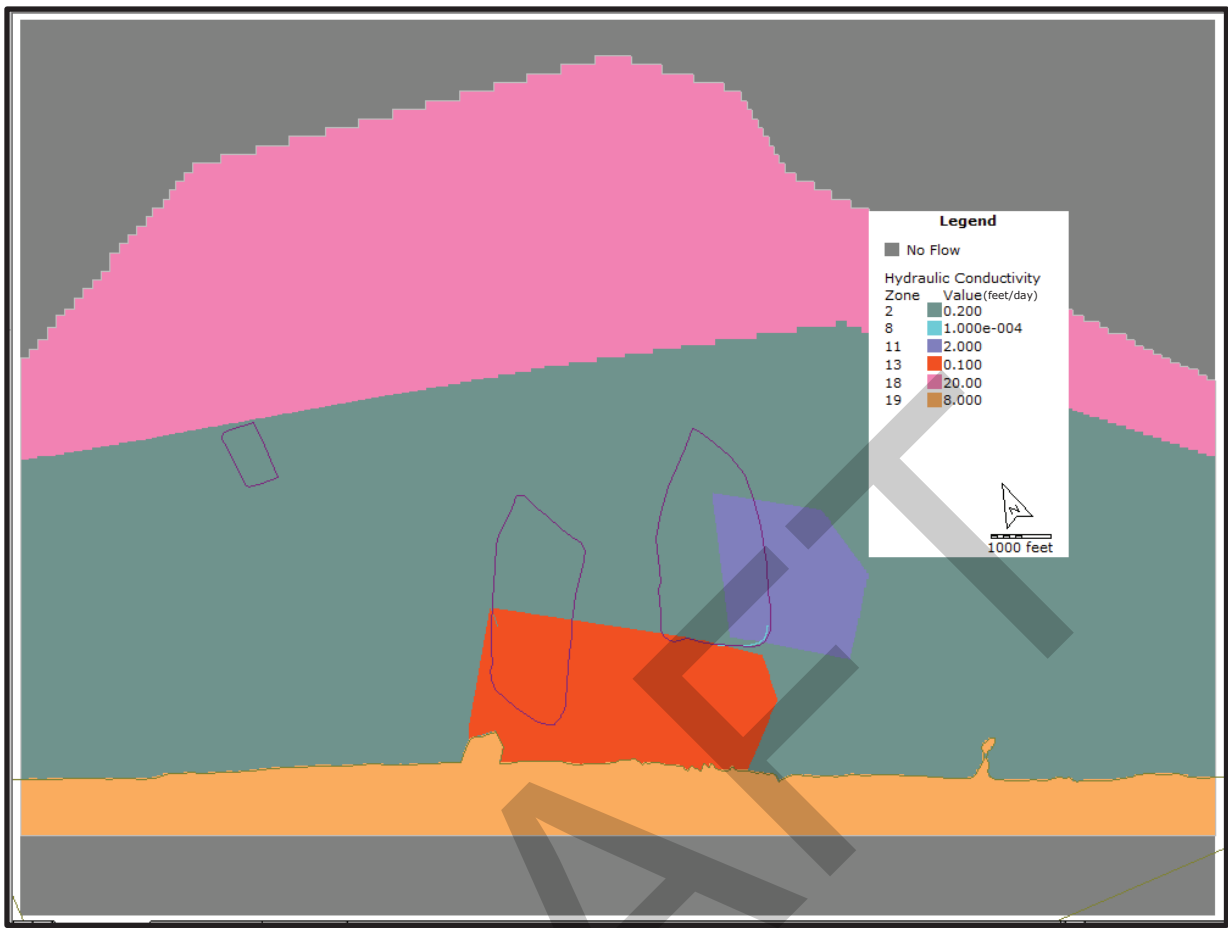 Legend
No Flow
Hydraulic Conductivity
Zone Value(feet/day)
2 0.200
8 1.000e-004
11 2.000
13 0.100
18 20.00
19 8.000
N
1000 feet